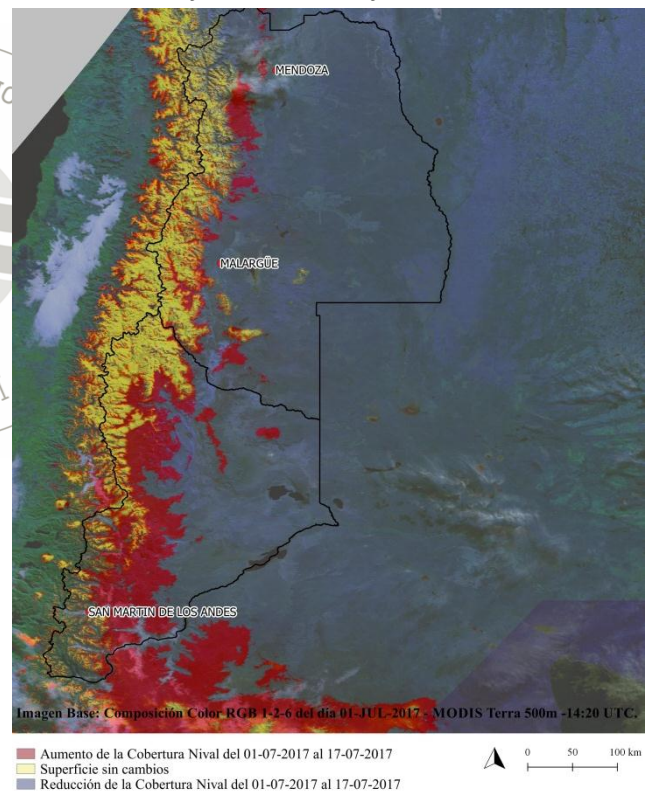 MENDOZA
MALARGÜE
SAN MARTIN DE LOS ANDES
Imagen Base: Composición Color RGB 1-2-6 del día 01-JUL-2017 - MODIS Terra 500m -14:20 UTC.
Aumento de la Cobertura Nival del 01-07-2017 al 17-07-2017
Superficie sin cambios
Reducción de la Cobertura Nival del 01-07-2017 al 17-07-2017
0 50 100 km